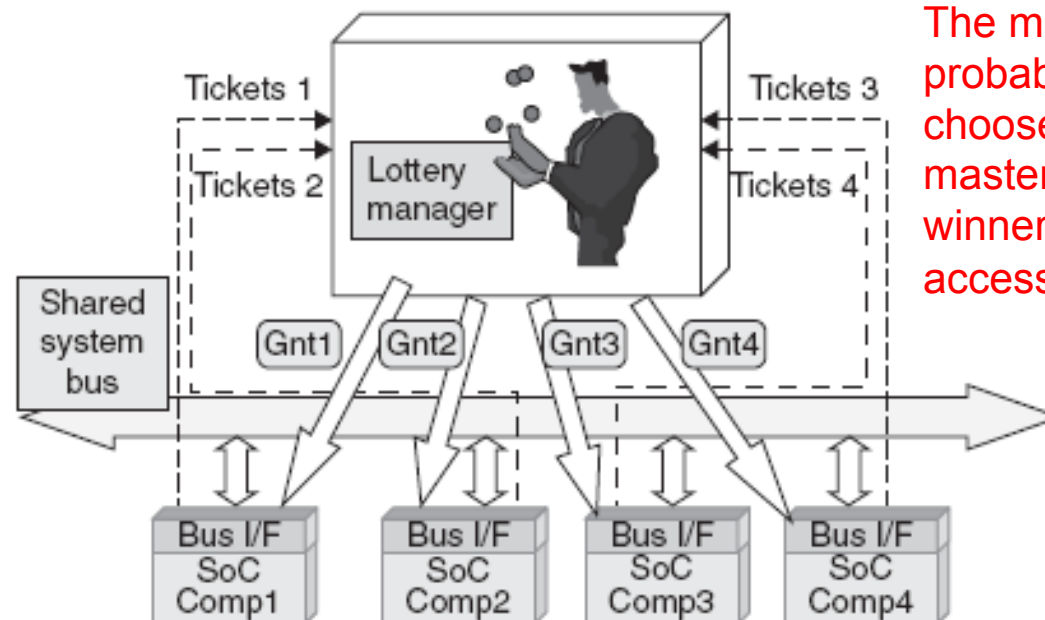 The m
probab
choose
master
winner
access
Tickets 1
Tickets 3
Tickets 2
Tickets 4
Lottery
manager
Shared
system
bus
Gnt1
Gnt2
Gnt3
Gnt4
Bus I/F
SoC
Comp1
Bus I/F
SoC
Comp2
Bus I/F
SoC
Comp3
Bus I/F
SoC
Comp4